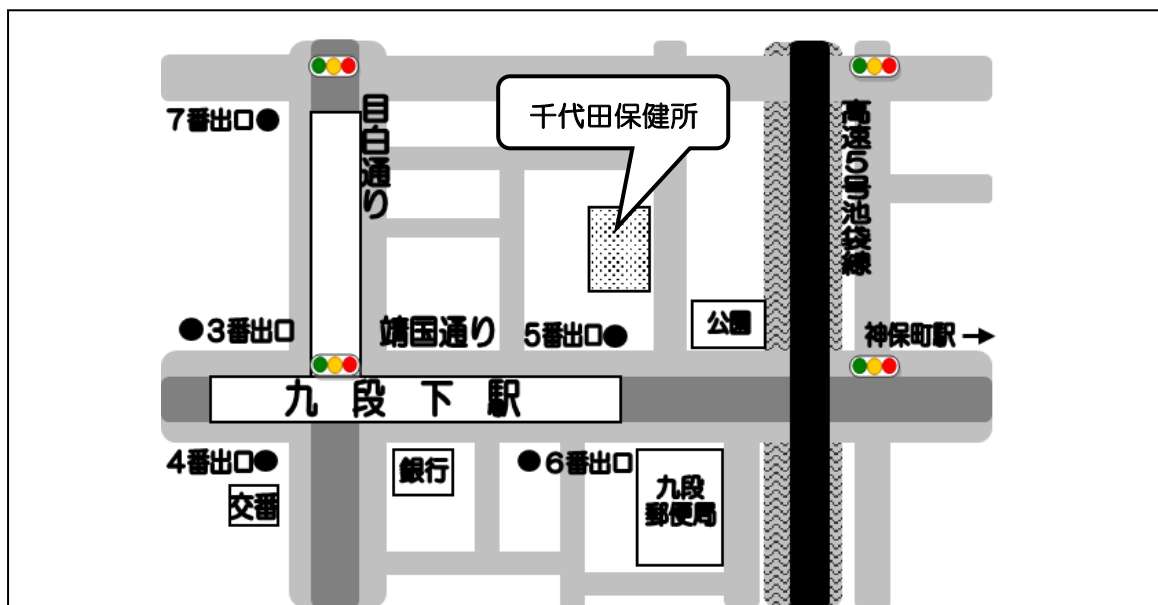 千代田保健所
7番出口
目白通り
高速5号池袋線
3番出口
靖国通り
5番出口
公園
神保町駅
九段下駅
4番出口
銀行
6番出口
九段
郵便局
交番